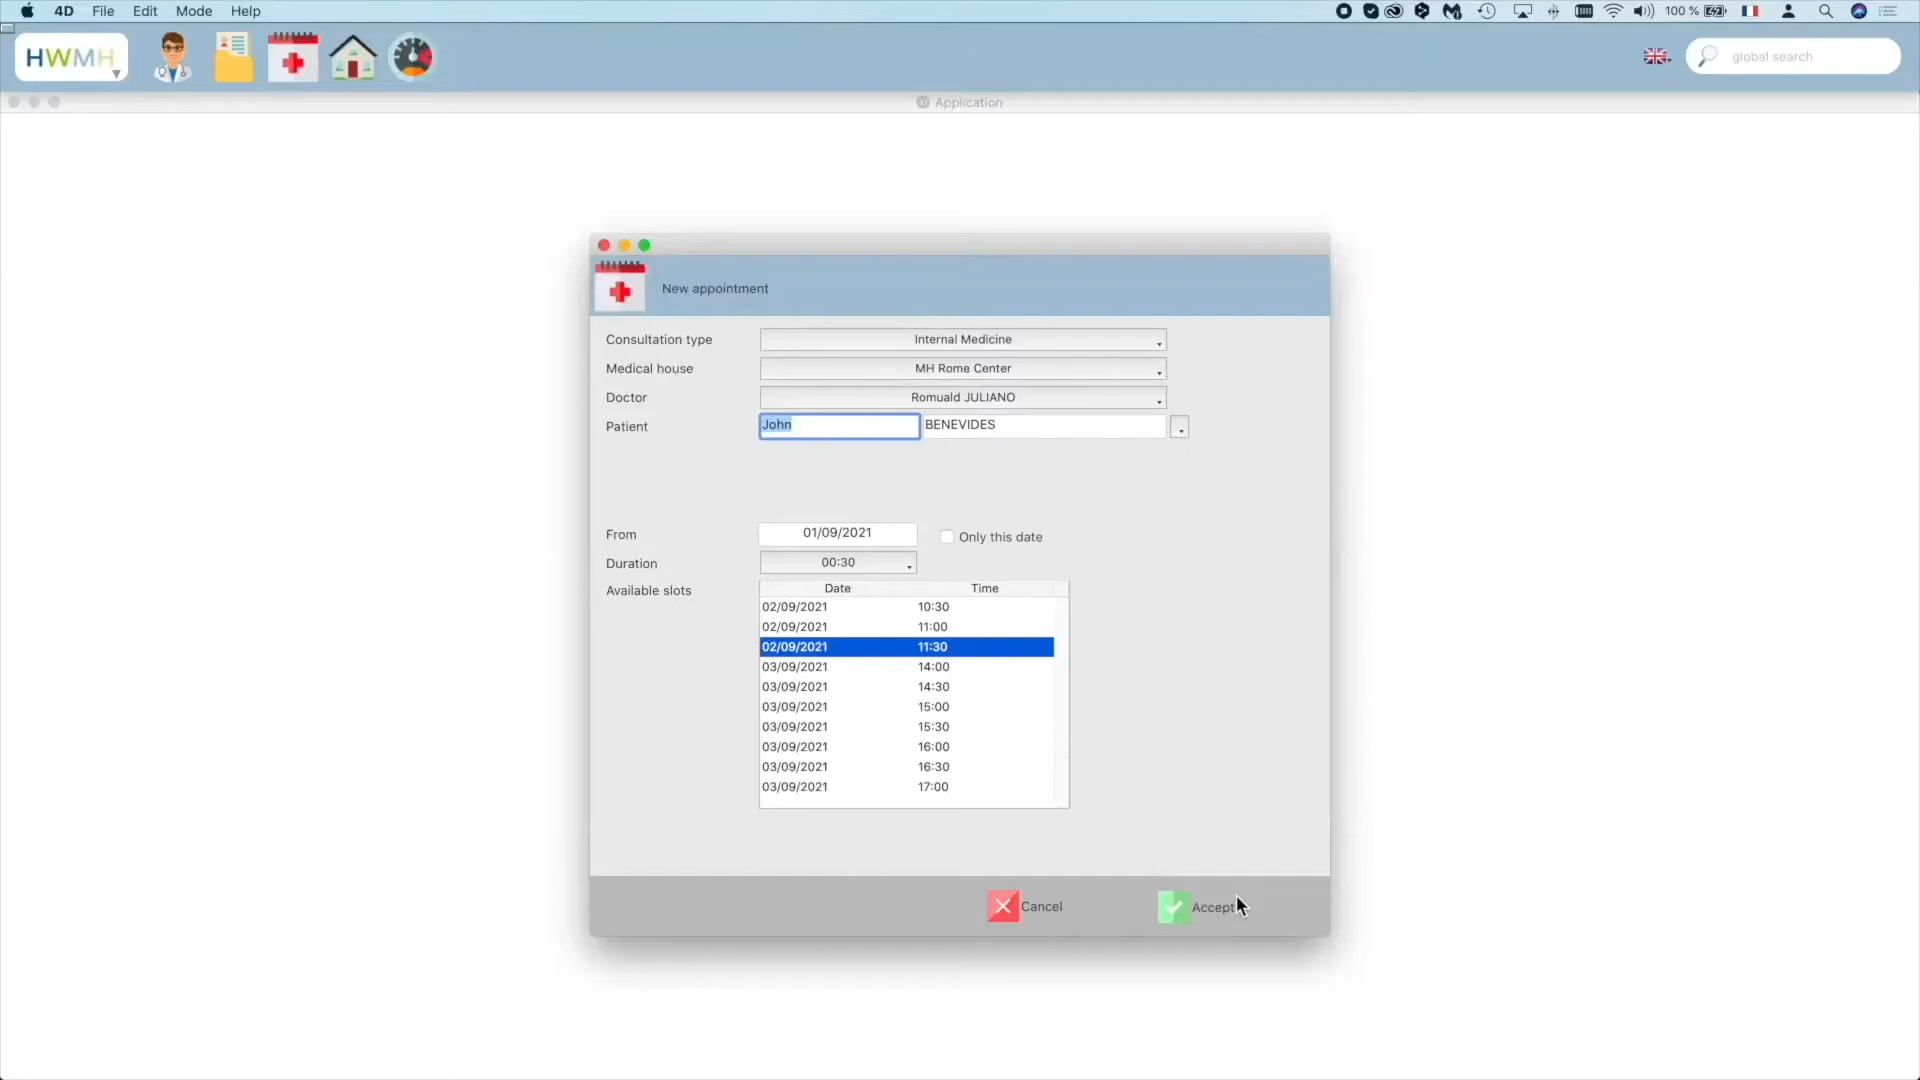 4D File Edit Mode Help 100 %
HWMH global search
Application
New appointment
Consultation type Internal Medicine
Medical house MH Rome Center
Doctor Romuald JULIANO
Patient John BENEVIDES
From 01/09/2021 Only this date
Duration 00:30
Available slots Date Time
02/09/2021 10:30
02/09/2021 11:00
02/09/2021 11:30
03/09/2021 14:00
03/09/2021 14:30
03/09/2021 15:00
03/09/2021 15:30
03/09/2021 16:00
03/09/2021 16:30
03/09/2021 17:00
Cancel Accept